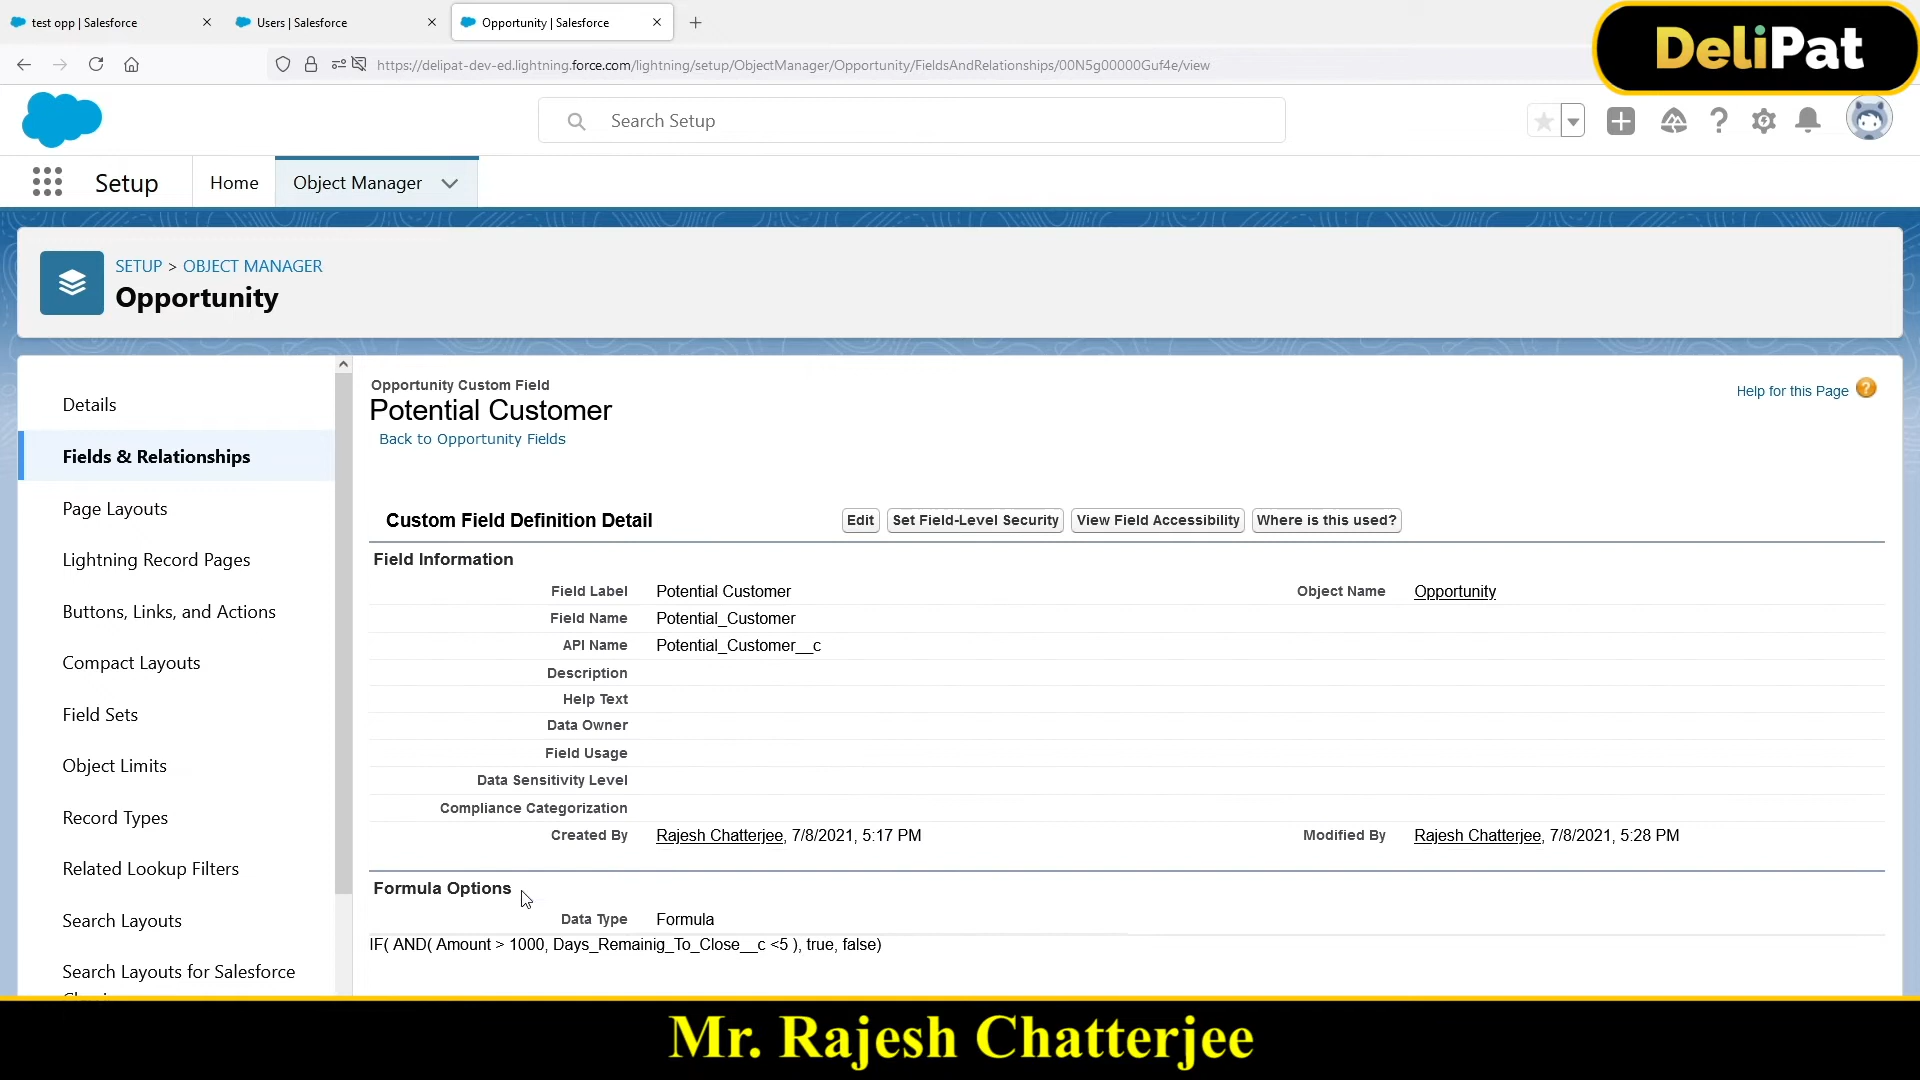 test opp | Salesforce
Users | Salesforce
Opportunity | Salesforce
https://delipat-dev-ed.lightning.force.com/lightning/setup/ObjectManager/Opportunity/FieldsAndRelationships/00N5g00000Guf4e/view
DeliPat
Search Setup
Setup
Home
Object Manager
SETUP > OBJECT MANAGER
Opportunity
Details
Fields & Relationships
Page Layouts
Lightning Record Pages
Buttons, Links, and Actions
Compact Layouts
Field Sets
Object Limits
Record Types
Related Lookup Filters
Search Layouts
Search Layouts for Salesforce
Opportunity Custom Field
Potential Customer
Back to Opportunity Fields
Help for this Page ?
Custom Field Definition Detail
Edit
Set Field-Level Security
View Field Accessibility
Where is this used?
Field Information
Field Label Potential Customer
Object Name Opportunity
Field Name Potential_Customer
API Name Potential_Customer__c
Description
Help Text
Data Owner
Field Usage
Data Sensitivity Level
Compliance Categorization
Created By Rajesh Chatterjee, 7/8/2021, 5:17 PM
Modified By Rajesh Chatterjee, 7/8/2021, 5:28 PM
Formula Options
Data Type Formula
IF( AND( Amount > 1000, Days_Remainig_To_Close__c <5 ), true, false)
Mr. Rajesh Chatterjee